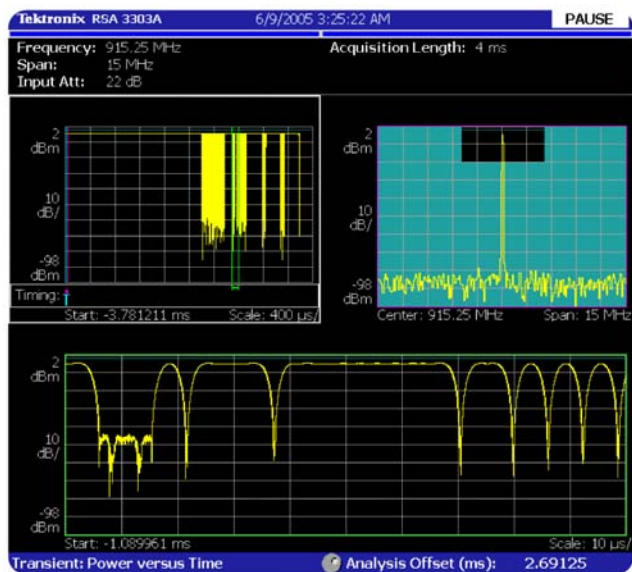 Tektronix RSA 3303A 6/9/2005 3:25:22 AM PAUSE
Frequency: 915.25 MHz Acquisition Length: 4 ms
Span: 15 MHz
Input Att: 22 dB
2
dBm
10
dB/
-98
dBm
Timing:
Start: -3.781211 ms Scale: 400 µs/
2
dBm
10
dB/
-98
dBm
Center: 915.25 MHz Span: 15 MHz
2
dBm
10
dB/
-98
dBm
Start: -1.089961 ms Scale: 10 µs/
Transient: Power versus Time Analysis Offset (ms): 2.69125